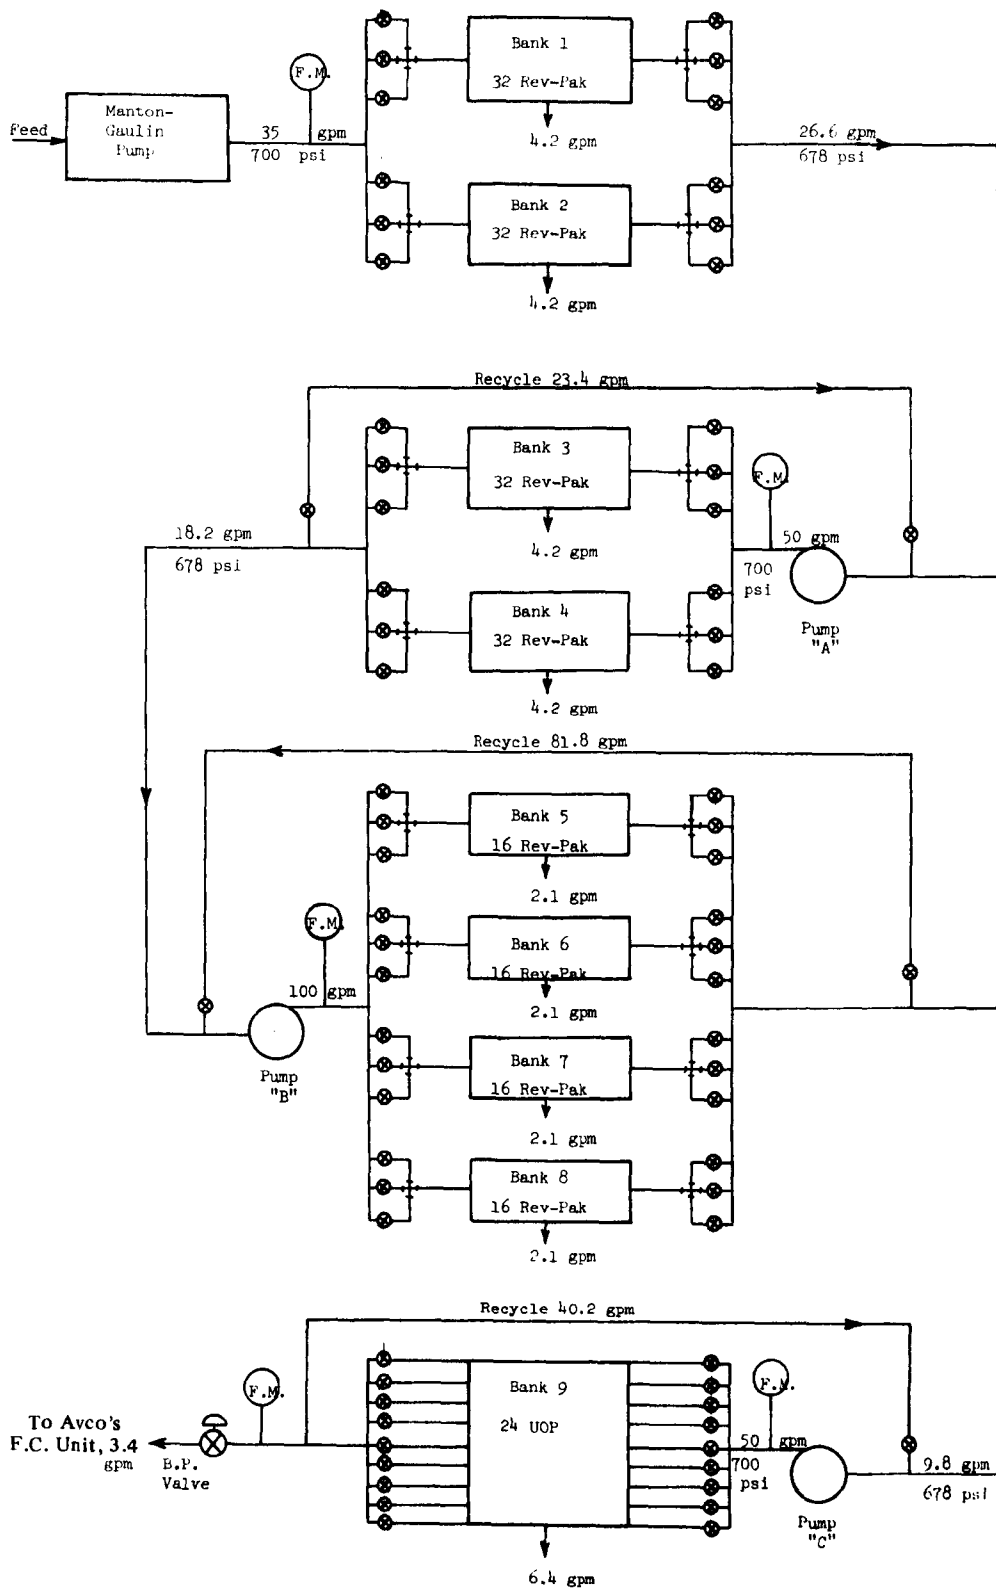 Bank 1
32 Rev-Pak
4.2 gpm
F.M.
Manton-
Gaulin
Pump
Feed
35 gpm
700 psi
26.6 gpm
678 psi
Bank 2
32 Rev-Pak
4.2 gpm
Recycle 23.4 gpm
Bank 3
32 Rev-Pak
4.2 gpm
F.M.
18.2 gpm
678 psi
50 gpm
700
psi
Pump
"A"
Bank 4
32 Rev-Pak
4.2 gpm
Recycle 81.8 gpm
Bank 5
16 Rev-Pak
2.1 gpm
F.M.
Bank 6
16 Rev-Pak
2.1 gpm
100 gpm
Pump
"B"
Bank 7
16 Rev-Pak
2.1 gpm
Bank 8
16 Rev-Pak
2.1 gpm
Recycle 40.2 gpm
F.M.
Bank 9
24 UOP
F.M.
To Avco's
F.C. Unit, 3.4
gpm
B.P.
Valve
50 gpm
700
psi
9.8 gpm
678 psi
Pump
"C"
6.4 gpm